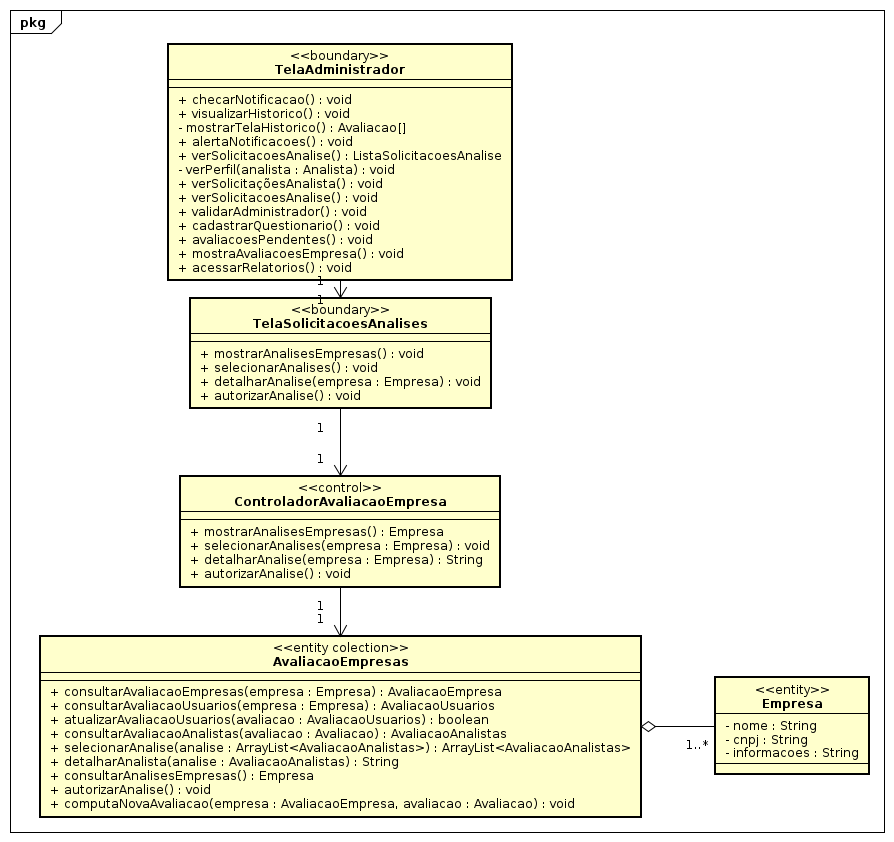 pkg
<<boundary>>
TelaAdministrador
+ checarNotificacao() : void
+ visualizarHistorico() : void
- mostrarTelaHistorico() : Avaliacao[]
+ alertaNotificacoes() : void
+ verSolicitacoesAnalise() : ListaSolicitacoesAnalise
- verPerfil(analista : Analista) : void
+ verSolicitaçõesAnalista() : void
+ verSolicitacoesAnalise() : void
+ validarAdministrador() : void
+ cadastrarQuestionario() : void
+ avaliacoesPendentes() : void
+ mostraAvaliacoesEmpresa() : void
+ acessarRelatorios() : void
1
1
<<boundary>>
TelaSolicitacoesAnalises
+ mostrarAnalisesEmpresas() : void
+ selecionarAnalises() : void
+ detalharAnalise(empresa : Empresa) : void
+ autorizarAnalise() : void
1
1
<<control>>
ControladorAvaliacaoEmpresa
+ mostrarAnalisesEmpresas() : Empresa
+ selecionarAnalises(empresa : Empresa) : void
+ detalharAnalise(empresa : Empresa) : String
+ autorizarAnalise() : void
1
1
<<entity colection>>
AvaliacaoEmpresas
+ consultarAvaliacaoEmpresas(empresa : Empresa) : AvaliacaoEmpresa
+ consultarAvaliacaoUsuarios(empresa : Empresa) : AvaliacaoUsuarios
+ atualizarAvaliacaoUsuarios(avaliacao : AvaliacaoUsuarios) : boolean
+ consultarAvaliacaoAnalistas(avaliacao : Avaliacao) : AvaliacaoAnalistas
+ selecionarAnalise(analise : ArrayList<AvaliacaoAnalistas>) : ArrayList<AvaliacaoAnalistas>
+ detalharAnalista(analise : AvaliacaoAnalistas) : String
+ consultarAnalisesEmpresas() : Empresa
+ autorizarAnalise() : void
+ computaNovaAvaliacao(empresa : AvaliacaoEmpresa, avaliacao : Avaliacao) : void
1..*
<<entity>>
Empresa
- nome : String
- cnpj : String
- informacoes : String